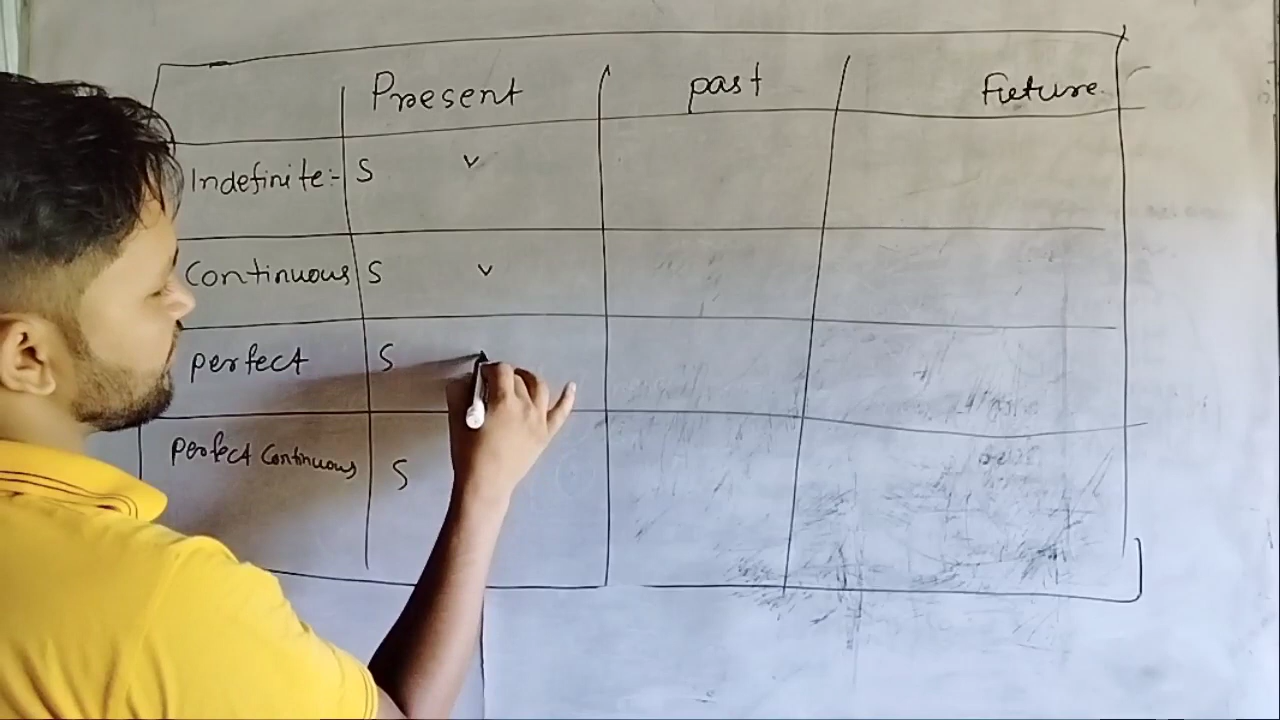 Present past Future
Indefinite:- S v
Continuous S v
perfect S
perfect Continuous S